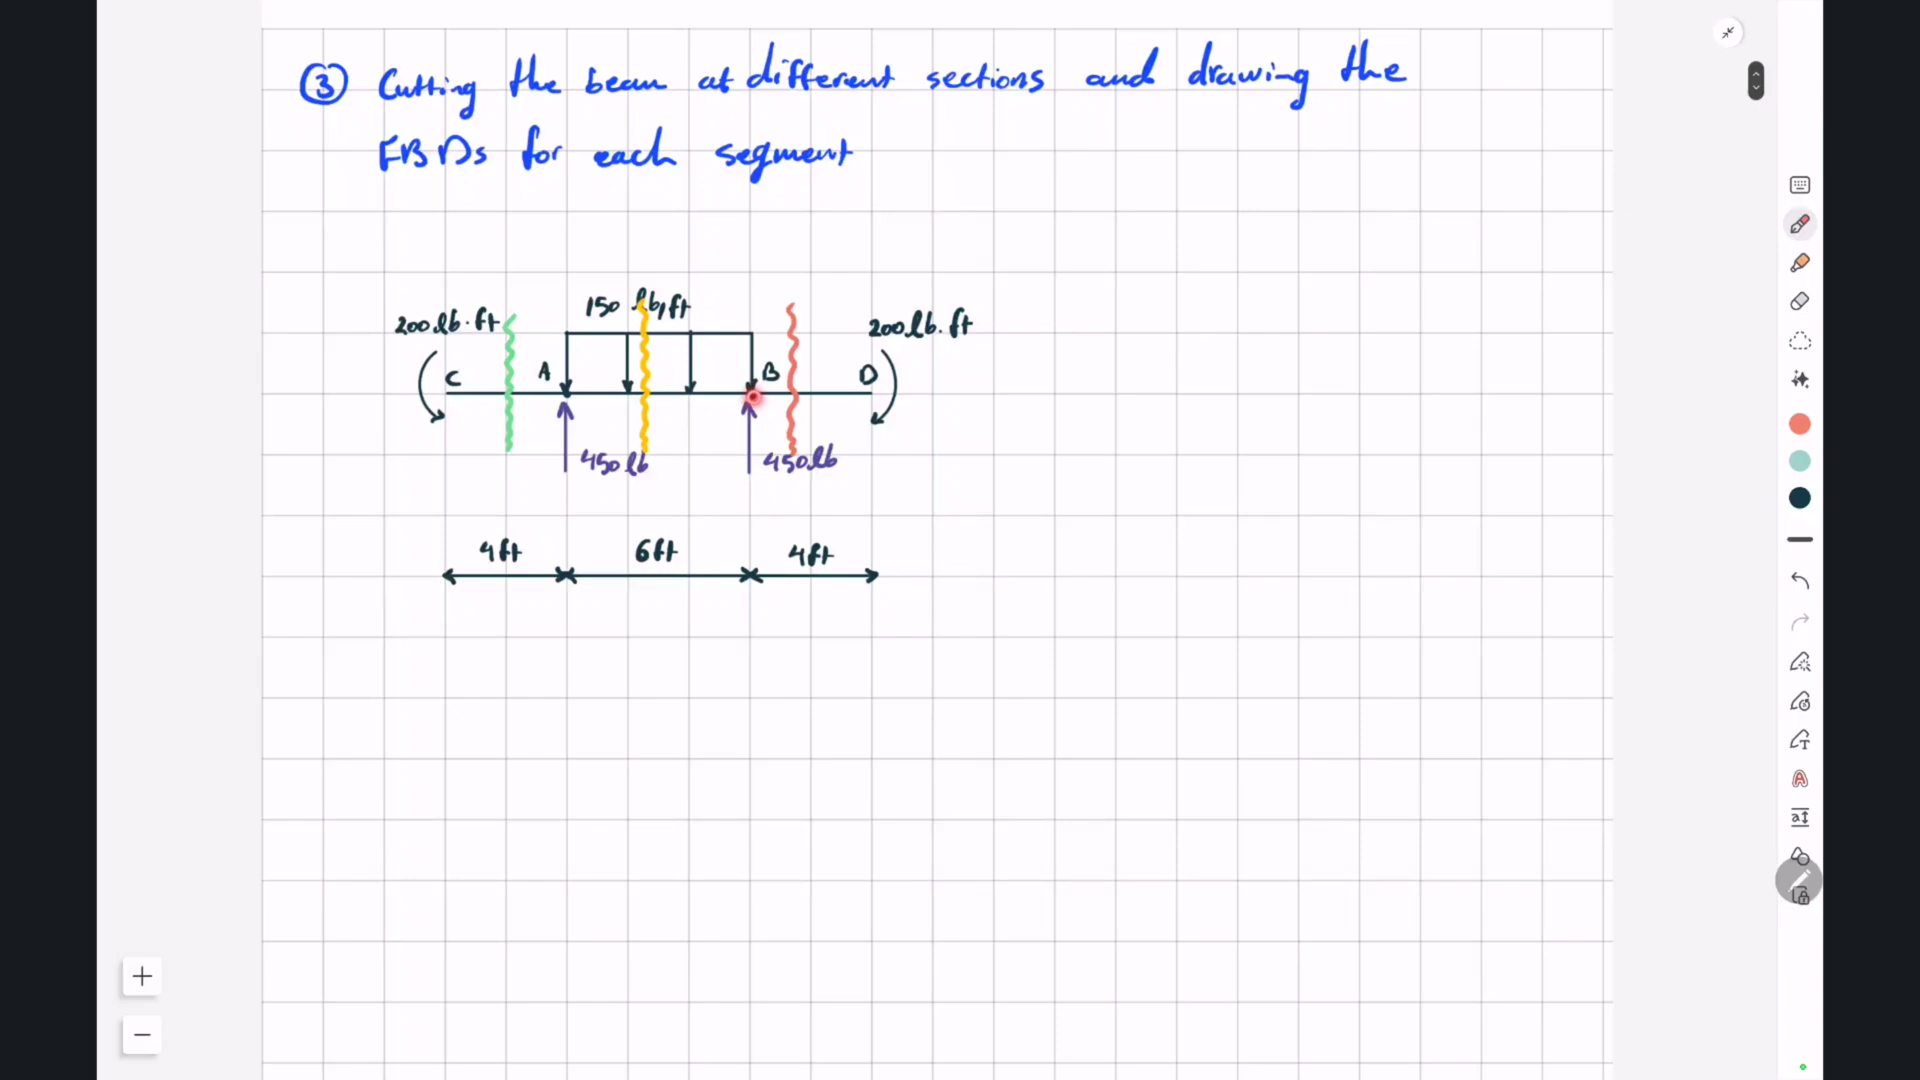 ③ Cutting the beam at different sections and drawing the
FBDs for each segment
150 lb/ft
200 lb.ft
200 lb.ft
C
A
B
D
450 lb
450 lb
4ft
6ft
4ft